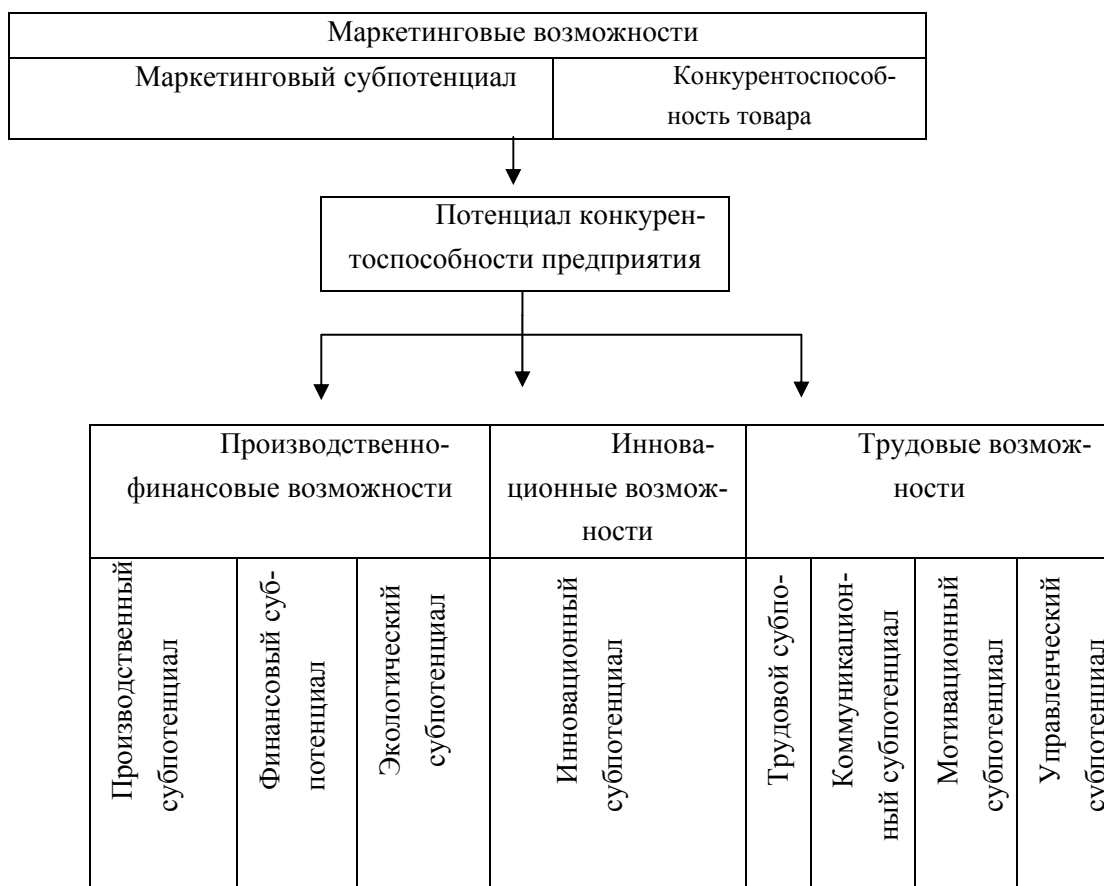 Маркетинговые возможности
Маркетинговый субпотенциал
Конкурентоспособ-
ность товара
Потенциал конкурен-
тоспособности предприятия
Производственно-
финансовые возможности
Иннова-
ционные возмож-
ности
Трудовые возмож-
ности
Производственный
субпотенциал
Финансовый суб-
потенциал
Экологический
субпотенциал
Инновационный
субпотенциал
Трудовой субпо-
Коммуникацион-
ный субпотенциал
Мотивационный
субпотенциал
Управленческий
субпотенциал